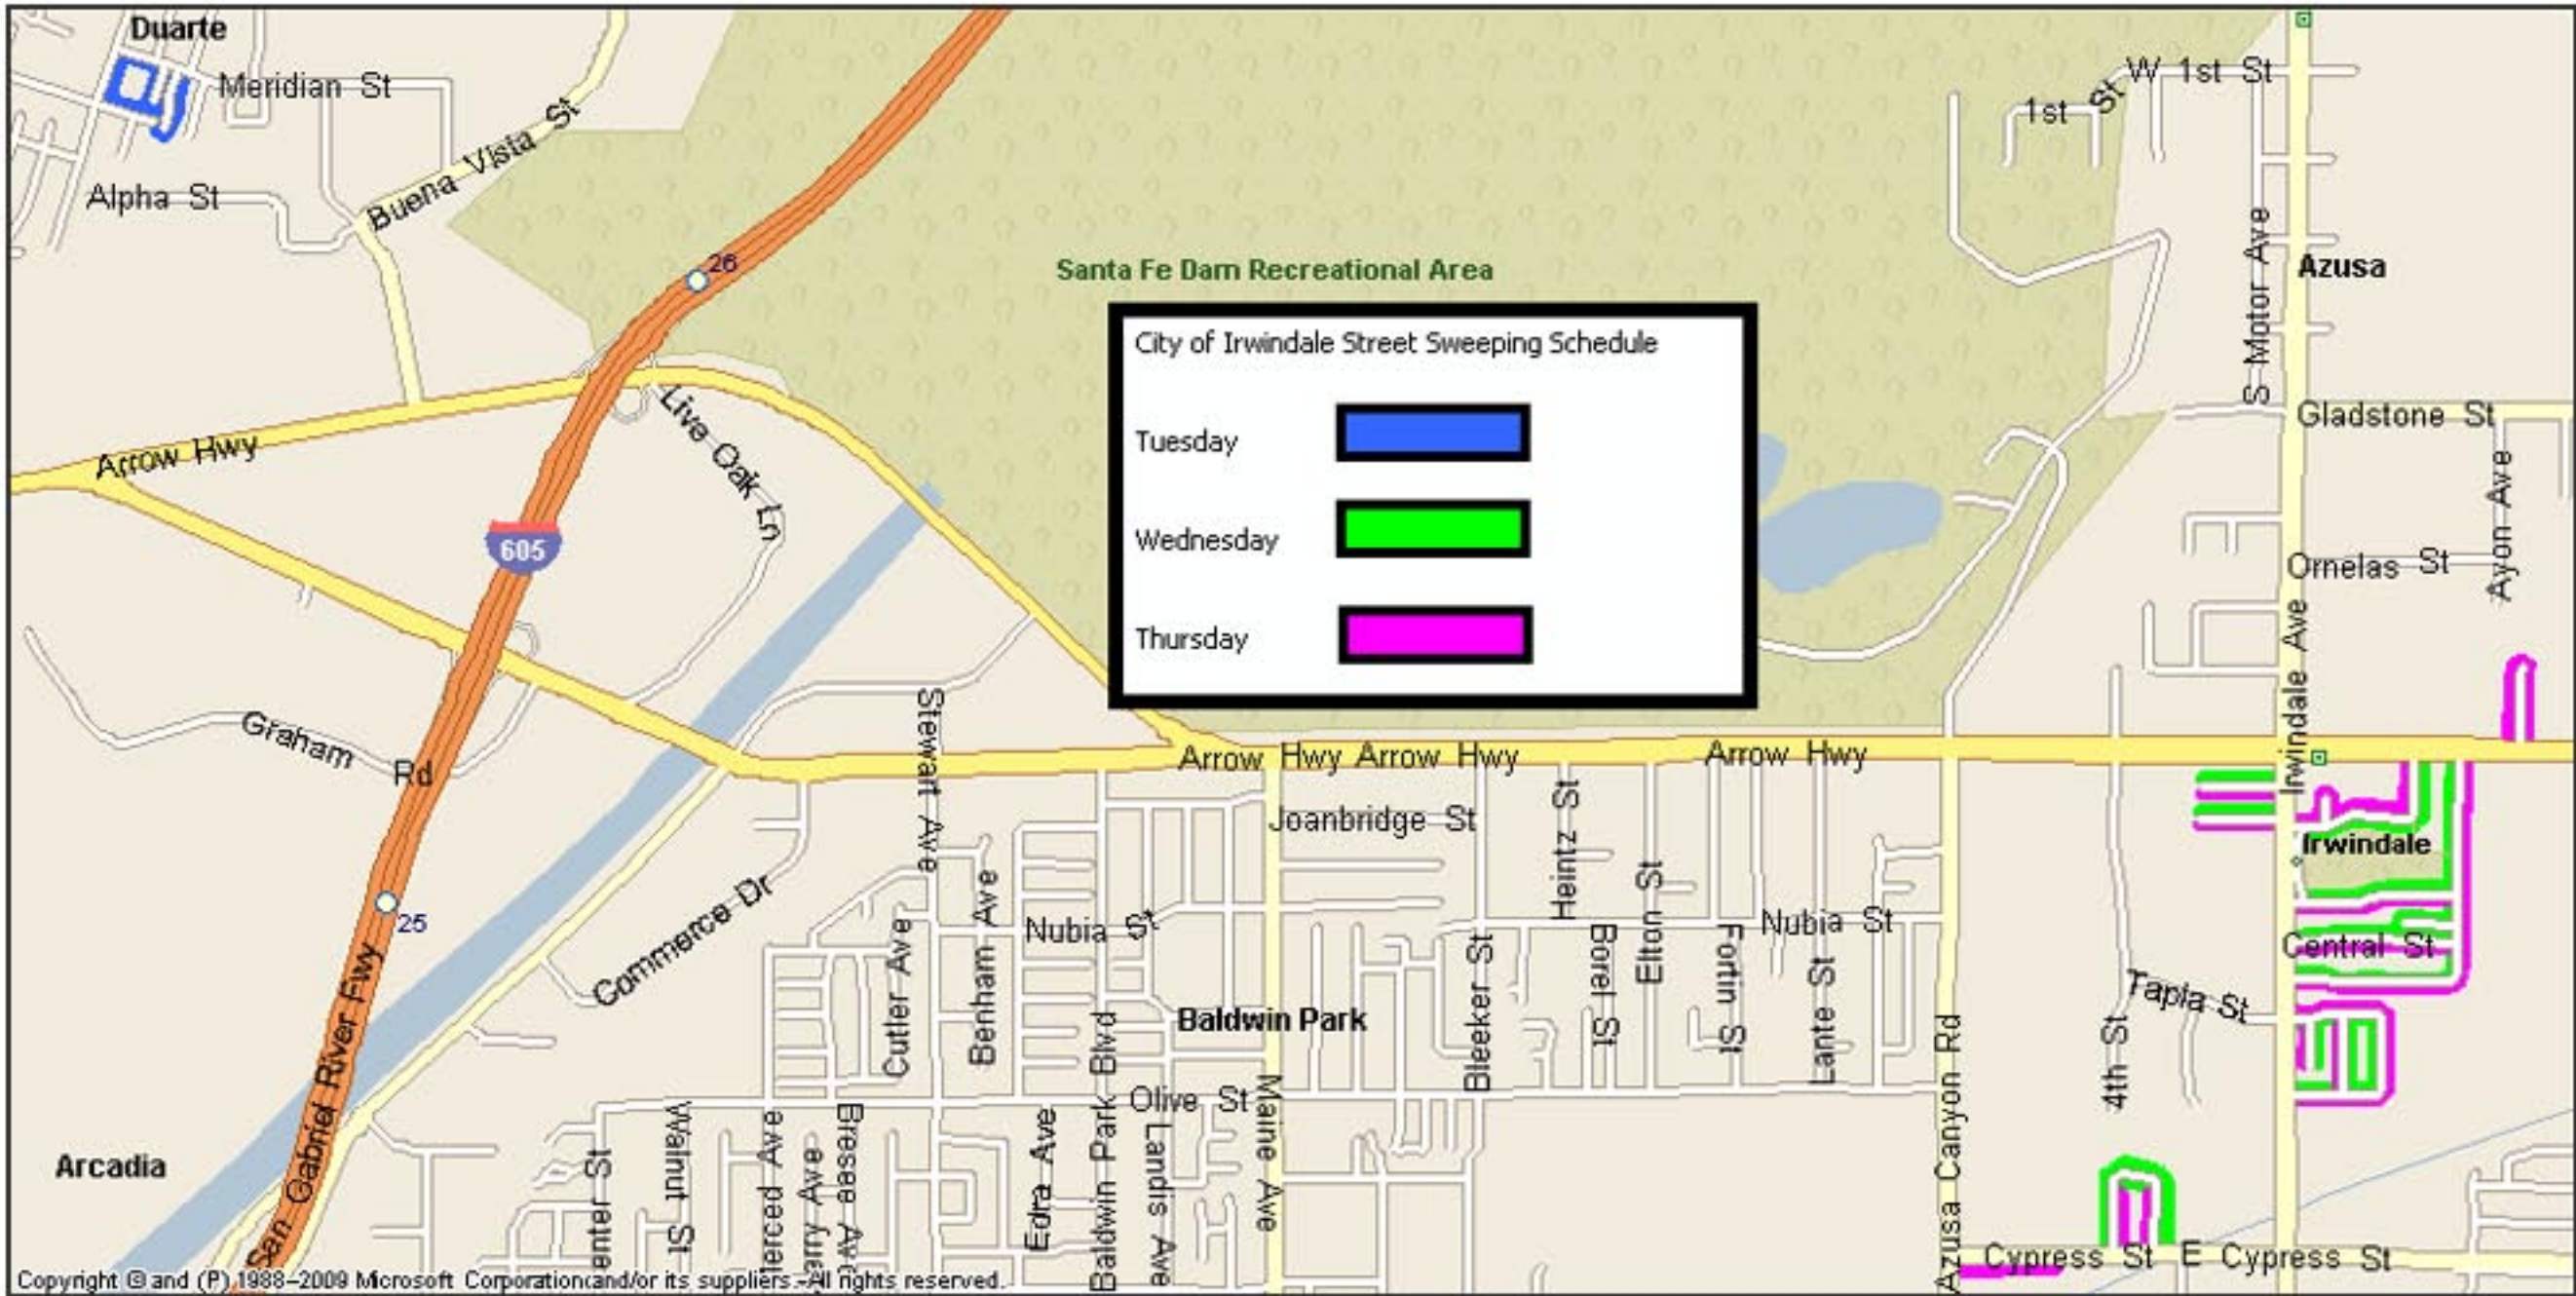 Duarte
Meridian St
Buena Vista St
Alpha St
W 1st St
1st St
26
Santa Fe Dam Recreational Area
S Motor Ave
Azusa
City of Irwindale Street Sweeping Schedule
Tuesday
Wednesday
Thursday
Live Oak Ln
Gladstone St
Arrow Hwy
Ayon Ave
605
Ornelas St
Irwindale Ave
Graham Rd
Stewart Ave
Arrow Hwy Arrow Hwy
Arrow Hwy
Joanbridge St
Heintz St
Irwindale
Commerce Dr
25
Benham Ave
Cutler Ave
Nubia St
Elton St
Borel St
Fortin St
Nubia St
Lante St
Bleeker St
Central St
Tapia St
4th St
San Gabriel River Fwy
Baldwin Park
Baldwin Park Blvd
Olive St
Maine Ave
Azusa Canyon Rd
Arcadia
Walnut St
Bresee Ave
Edra Ave
Landis Ave
Cypress St E Cypress St
Copyright © and (P) 1988–2009 Microsoft Corporation and/or its suppliers. All rights reserved.